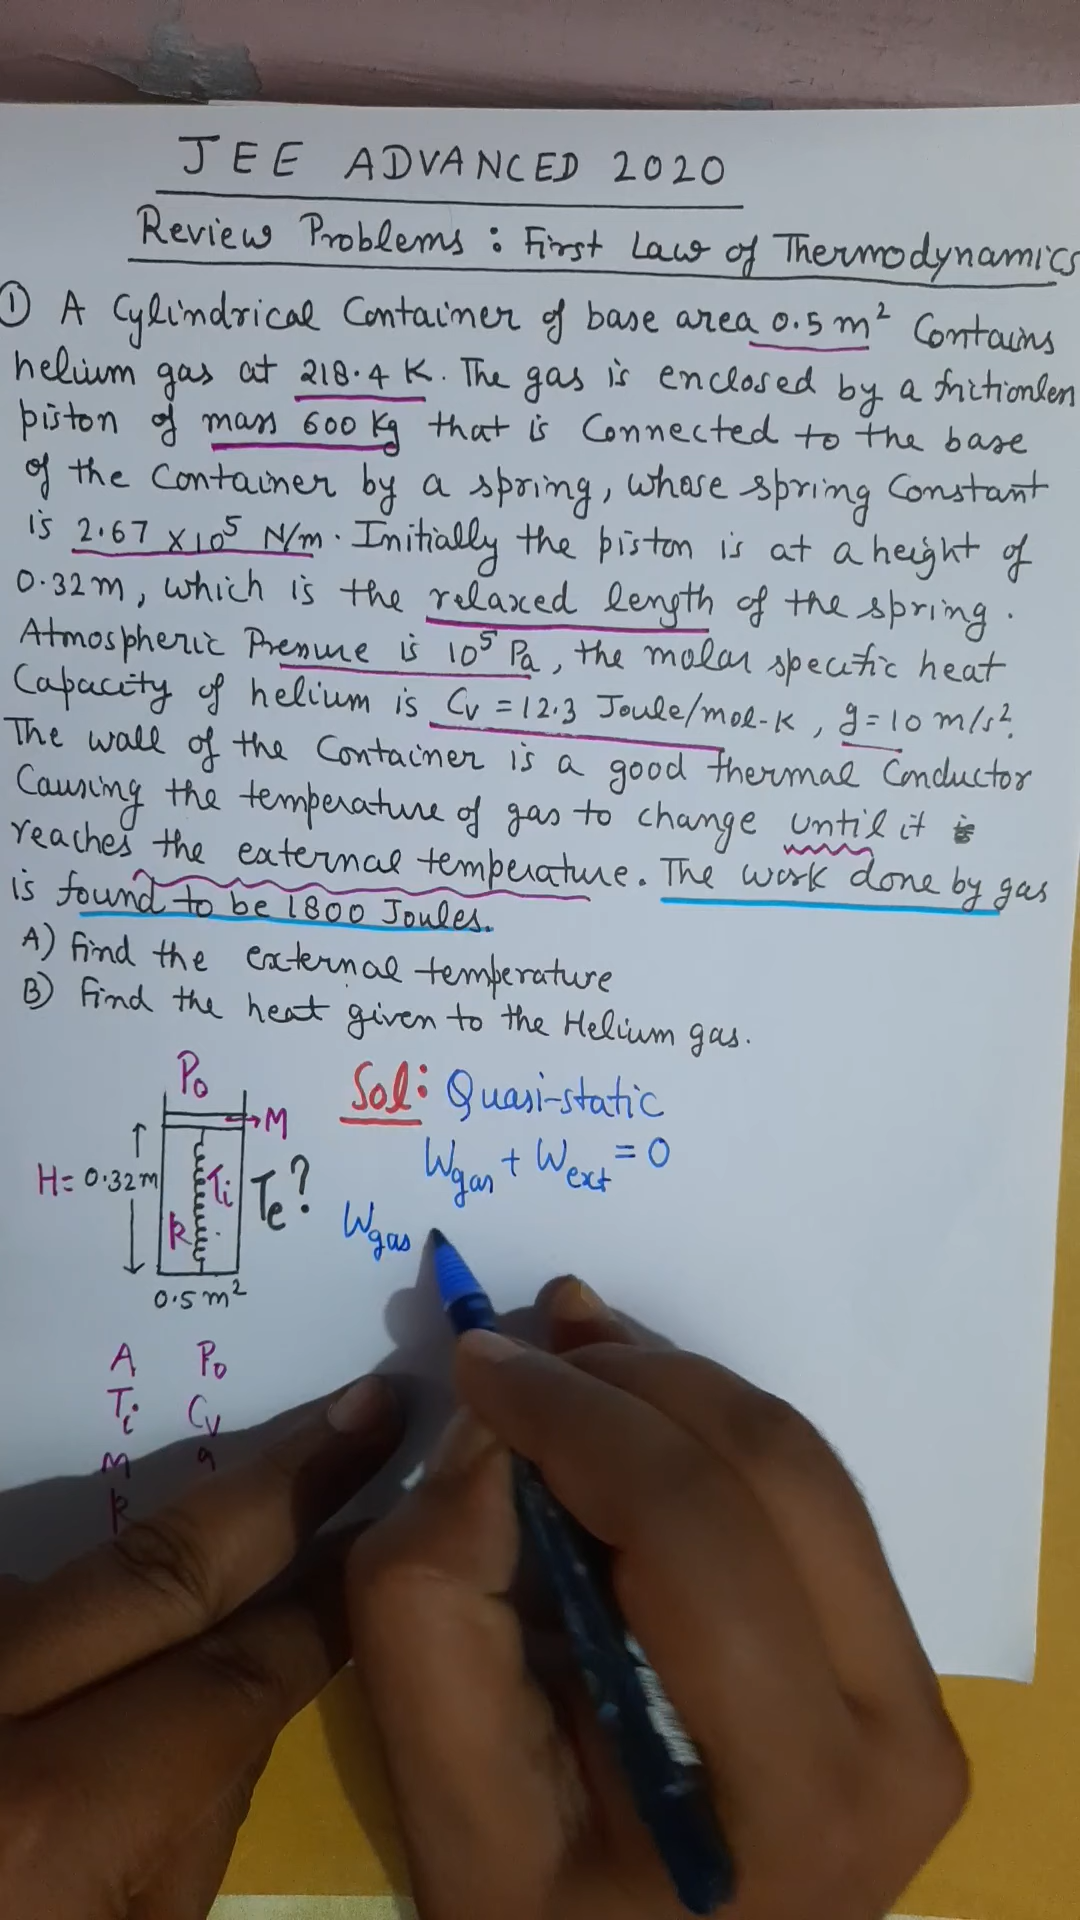 JEE ADVANCED 2020
Review Problems : First Law of Thermodynamics
① A Cylindrical Container of base area 0.5 m² Contains
helium gas at 218.4 K. The gas is enclosed by a frictionless
piston of mass 600 Kg that is Connected to the base
of the Container by a spring, whose spring Constant
is 2.67 ×10⁵ N/m. Initially the piston is at a height of
0.32m, which is the relaxed length of the spring.
Atmospheric Pressure is 10⁵ Pa, the molar specific heat
Capacity of helium is Cv = 12.3 Joule/mol-K, g = 10 m/s².
The wall of the Container is a good thermal Conductor
Causing the temperature of gas to change until it
reaches the external temperature. The work done by gas
is found to be 1800 Joules.
A) find the external temperature
B) Find the heat given to the Helium gas.
P₀
Sol: Quasi-static
M
Wgas + Wext = 0
H = 0.32m
Ti
Te?
k
Wgas
0.5 m²
A P₀
Ti Cv
M g
k